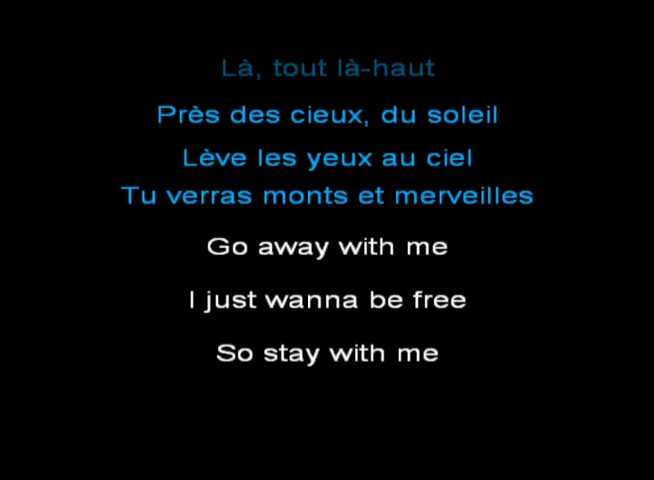 Là, tout là-haut
Près des cieux, du soleil
Lève les yeux au ciel
Tu verras monts et merveilles
Go away with me
I just wanna be free
So stay with me